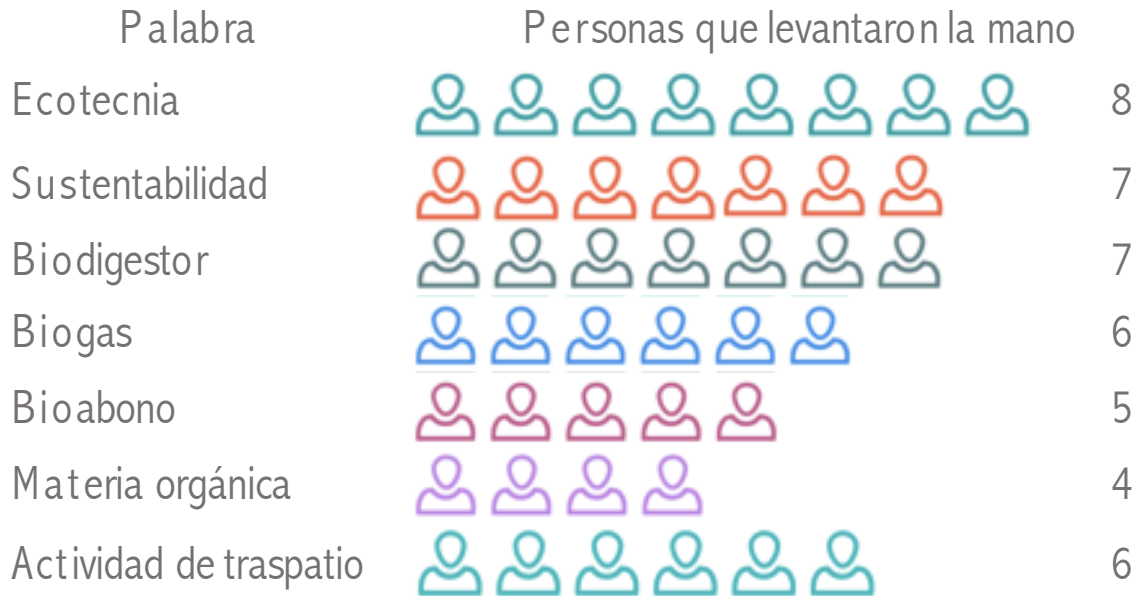 Palabra Personas que levantaron la mano
Ecotecnia 8
Sustentabilidad 7
Biodigestor 7
Biogas 6
Bioabono 5
Materia orgánica 4
Actividad de traspatio 6